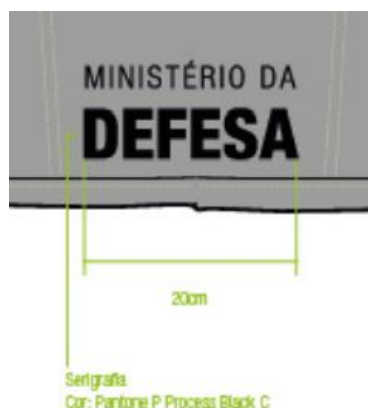 MINISTÉRIO DA
DEFESA
20cm
Serigrafia
Cor: Pantone P Process Black C